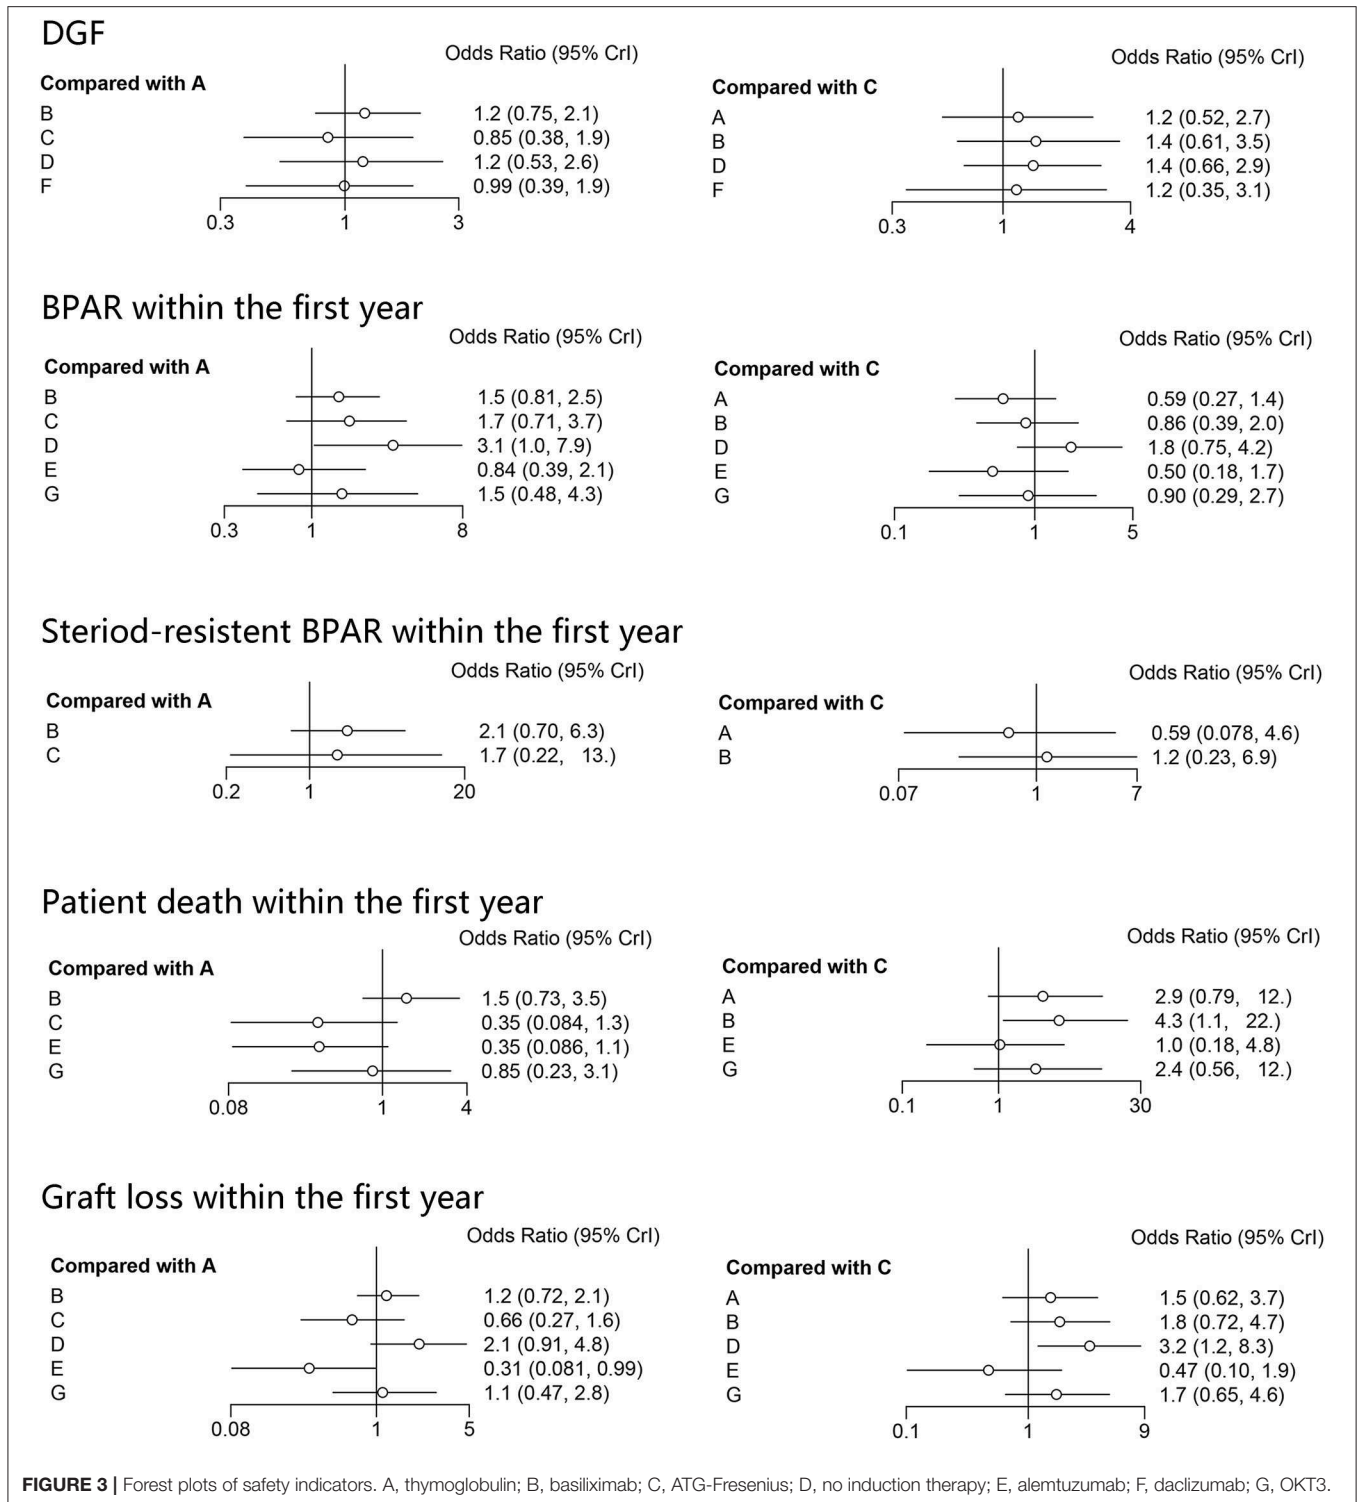 DGF
Odds Ratio (95% CrI)
Compared with A
B 1.2 (0.75, 2.1)
C 0.85 (0.38, 1.9)
D 1.2 (0.53, 2.6)
F 0.99 (0.39, 1.9)
0.3 1 3
Odds Ratio (95% CrI)
Compared with C
A 1.2 (0.52, 2.7)
B 1.4 (0.61, 3.5)
D 1.4 (0.66, 2.9)
F 1.2 (0.35, 3.1)
0.3 1 4
BPAR within the first year
Odds Ratio (95% CrI)
Compared with A
B 1.5 (0.81, 2.5)
C 1.7 (0.71, 3.7)
D 3.1 (1.0, 7.9)
E 0.84 (0.39, 2.1)
G 1.5 (0.48, 4.3)
0.3 1 8
Odds Ratio (95% CrI)
Compared with C
A 0.59 (0.27, 1.4)
B 0.86 (0.39, 2.0)
D 1.8 (0.75, 4.2)
E 0.50 (0.18, 1.7)
G 0.90 (0.29, 2.7)
0.1 1 5
Steriod-resistent BPAR within the first year
Odds Ratio (95% CrI)
Compared with A
B 2.1 (0.70, 6.3)
C 1.7 (0.22, 13.)
0.2 1 20
Odds Ratio (95% CrI)
Compared with C
A 0.59 (0.078, 4.6)
B 1.2 (0.23, 6.9)
0.07 1 7
Patient death within the first year
Odds Ratio (95% CrI)
Compared with A
B 1.5 (0.73, 3.5)
C 0.35 (0.084, 1.3)
E 0.35 (0.086, 1.1)
G 0.85 (0.23, 3.1)
0.08 1 4
Odds Ratio (95% CrI)
Compared with C
A 2.9 (0.79, 12.)
B 4.3 (1.1, 22.)
E 1.0 (0.18, 4.8)
G 2.4 (0.56, 12.)
0.1 1 30
Graft loss within the first year
Odds Ratio (95% CrI)
Compared with A
B 1.2 (0.72, 2.1)
C 0.66 (0.27, 1.6)
D 2.1 (0.91, 4.8)
E 0.31 (0.081, 0.99)
G 1.1 (0.47, 2.8)
0.08 1 5
Odds Ratio (95% CrI)
Compared with C
A 1.5 (0.62, 3.7)
B 1.8 (0.72, 4.7)
D 3.2 (1.2, 8.3)
E 0.47 (0.10, 1.9)
G 1.7 (0.65, 4.6)
0.1 1 9
FIGURE 3 | Forest plots of safety indicators. A, thymoglobulin; B, basiliximab; C, ATG-Fresenius; D, no induction therapy; E, alemtuzumab; F, daclizumab; G, OKT3.